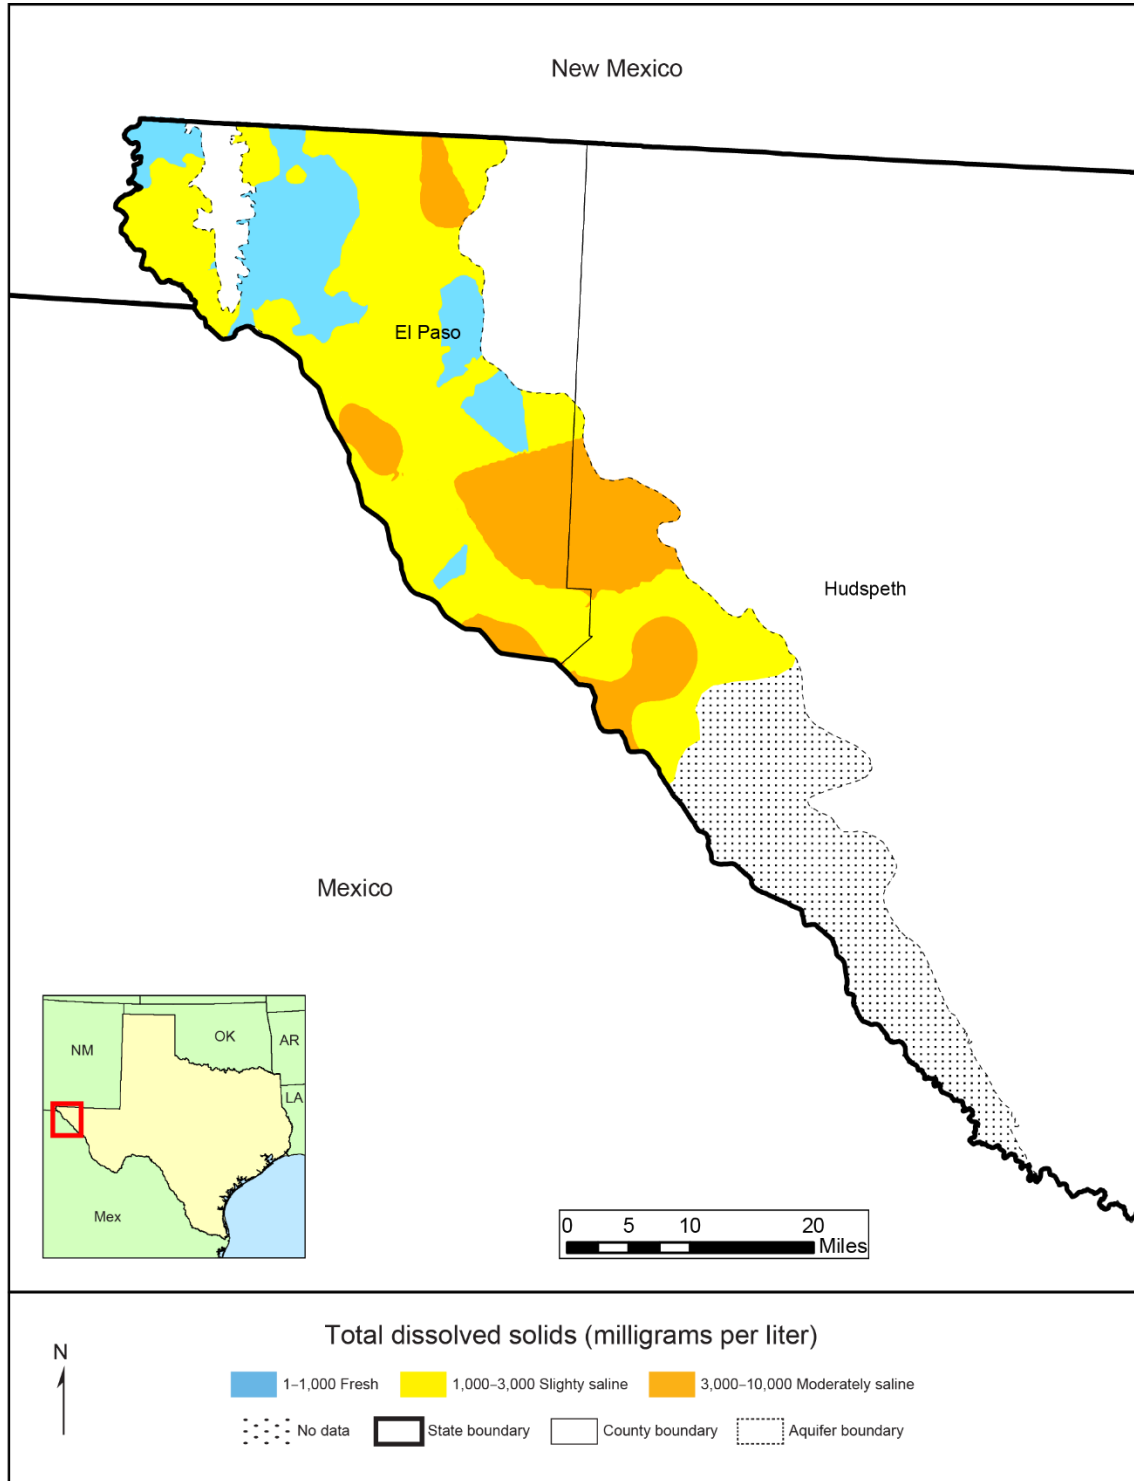 New Mexico
El Paso
Hudspeth
Mexico
NM
OK
AR
LA
Mex
0 5 10 20
Miles
Total dissolved solids (milligrams per liter)
N
1–1,000 Fresh
1,000–3,000 Slighty saline
3,000–10,000 Moderately saline
No data
State boundary
County boundary
Aquifer boundary